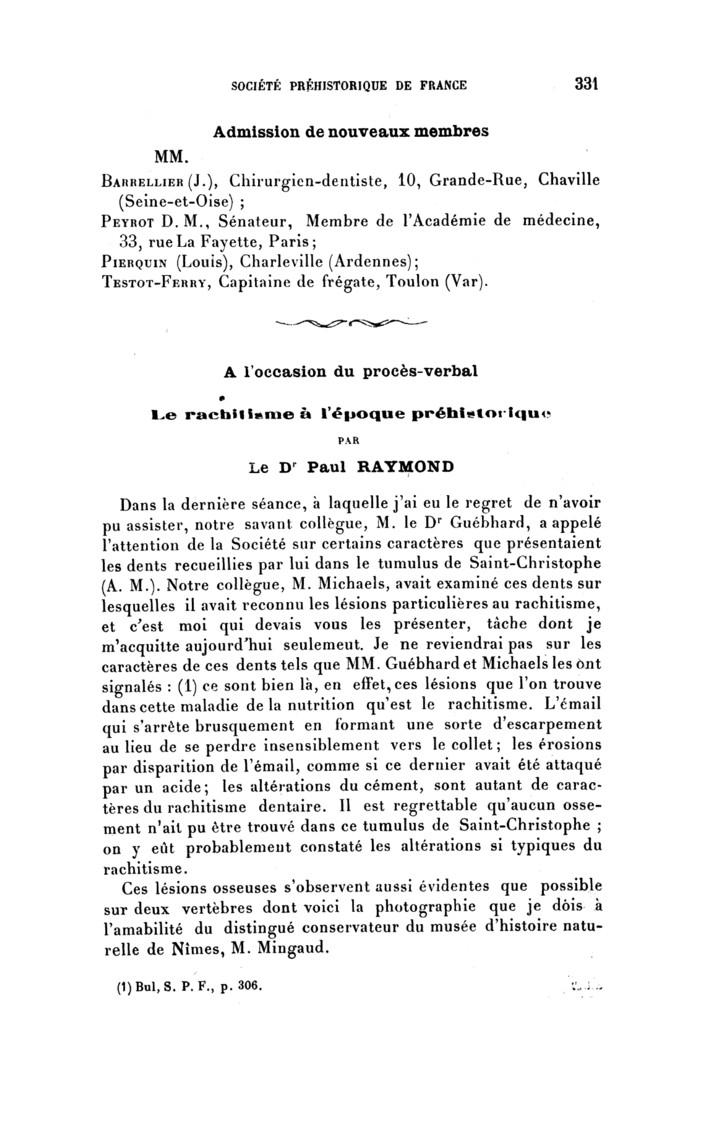 SOCIÉTÉ PRÉHISTORIQUE DE FRANCE 331
Admission de nouveaux membres
MM.
BARRELLIER (J.), Chirurgien-dentiste, 10, Grande-Rue, Chaville
(Seine-et-Oise) ;
PEYROT D. M., Sénateur, Membre de l'Académie de médecine,
33, rue La Fayette, Paris ;
PIERQUIN (Louis), Charleville (Ardennes) ;
TESTOT-FERRY, Capitaine de frégate, Toulon (Var).
A l'occasion du procès-verbal
Le rachitisme à l'époque préhistorique
PAR
Le Dr Paul RAYMOND
Dans la dernière séance, à laquelle j'ai eu le regret de n'avoir
pu assister, notre savant collègue, M. le Dr Guébhard, a appelé
l'attention de la Société sur certains caractères que présentaient
les dents recueillies par lui dans le tumulus de Saint-Christophe
(A. M.). Notre collègue, M. Michaels, avait examiné ces dents sur
lesquelles il avait reconnu les lésions particulières au rachitisme,
et c'est moi qui devais vous les présenter, tâche dont je
m'acquitte aujourd'hui seulement. Je ne reviendrai pas sur les
caractères de ces dents tels que MM. Guébhard et Michaels les ont
signalés : (1) ce sont bien là, en effet, ces lésions que l'on trouve
dans cette maladie de la nutrition qu'est le rachitisme. L'émail
qui s'arrête brusquement en formant une sorte d'escarpement
au lieu de se perdre insensiblement vers le collet ; les érosions
par disparition de l'émail, comme si ce dernier avait été attaqué
par un acide ; les altérations du cément, sont autant de carac-
tères du rachitisme dentaire. Il est regrettable qu'aucun osse-
ment n'ait pu être trouvé dans ce tumulus de Saint-Christophe ;
on y eût probablement constaté les altérations si typiques du
rachitisme.
Ces lésions osseuses s'observent aussi évidentes que possible
sur deux vertèbres dont voici la photographie que je dois à
l'amabilité du distingué conservateur du musée d'histoire natu-
relle de Nîmes, M. Mingaud.
(1) Bul, S. P. F., p. 306.